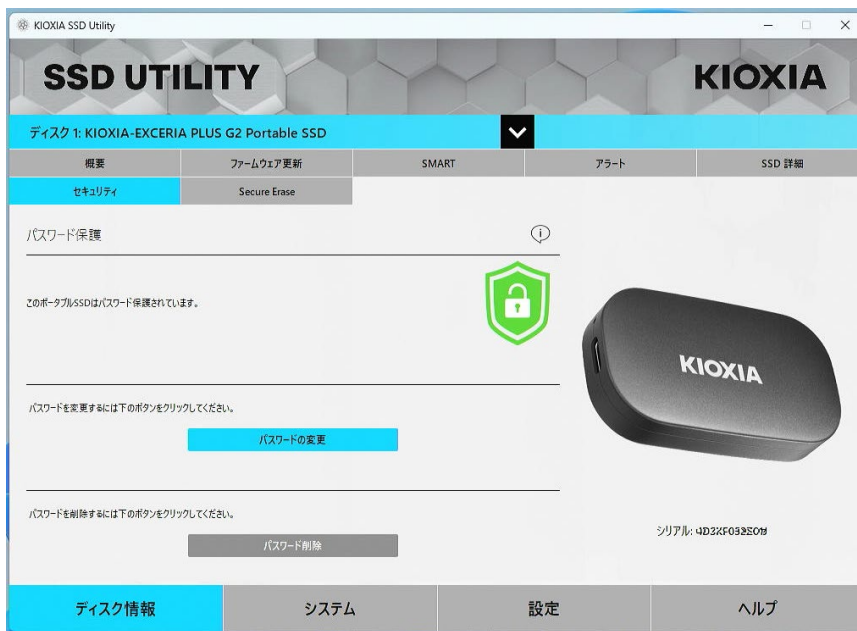 KIOXIA SSD Utility
SSD UTILITY
KIOXIA
ディスク 1: KIOXIA-EXCERIA PLUS G2 Portable SSD
概要 ファームウェア更新 SMART アラート SSD 詳細
セキュリティ Secure Erase
パスワード保護
このポータブルSSDはパスワード保護されています。
KIOXIA
パスワードを変更するには下のボタンをクリックしてください。
パスワードの変更
パスワードを削除するには下のボタンをクリックしてください。
シリアル:
パスワード削除
ディスク情報 システム 設定 ヘルプ